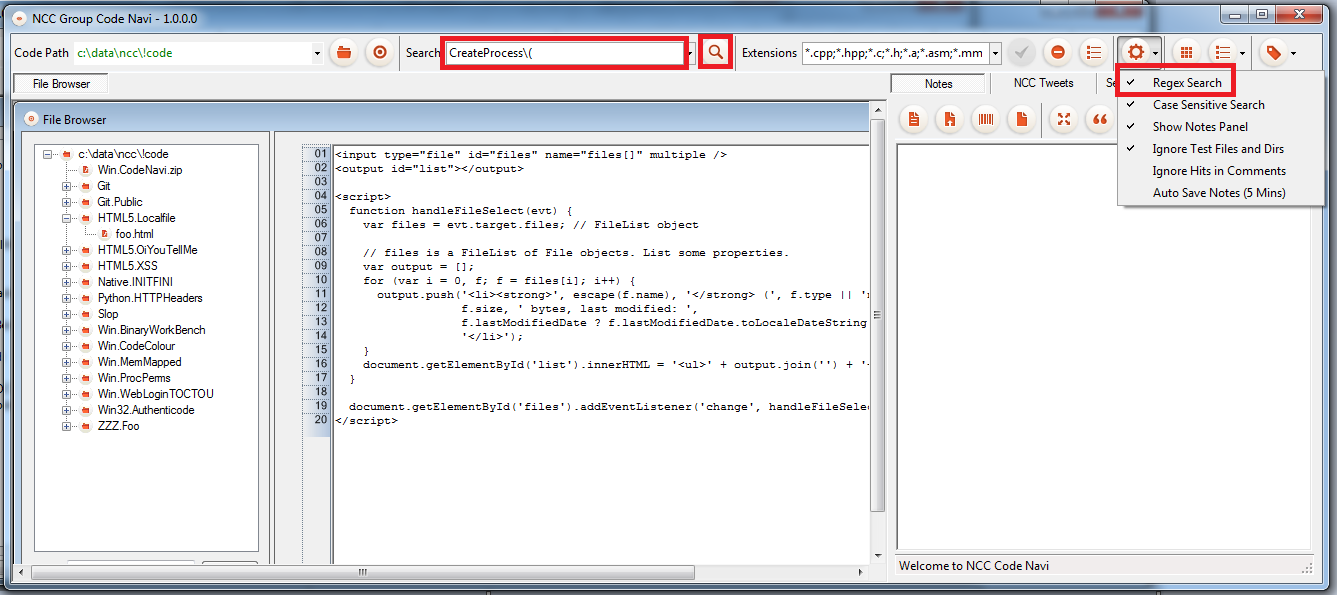 NCC Group Code Navi - 1.0.0.0
Code Path c:\data\ncc\!code Search CreateProcess\( Extensions *.cpp;*.hpp;*.c;*.h;*.a;*.asm;*.mm
File Browser Notes NCC Tweets
Regex Search
Case Sensitive Search
Show Notes Panel
Ignore Test Files and Dirs
Ignore Hits in Comments
Auto Save Notes (5 Mins)
File Browser
c:\data\ncc\!code
Win.CodeNavi.zip
Git
Git.Public
HTML5.Localfile
foo.html
HTML5.OiYouTellMe
HTML5.XSS
Native.INITFINI
Python.HTTPHeaders
Slop
Win.BinaryWorkBench
Win.CodeColour
Win.MemMapped
Win.ProcPerms
Win.WebLoginTOCTOU
Win32.Authenticode
ZZZ.Foo
01 <input type="file" id="files" name="files[]" multiple />
02 <output id="list"></output>
03
04 <script>
05 function handleFileSelect(evt) {
06 var files = evt.target.files; // FileList object
07
08 // files is a FileList of File objects. List some properties.
09 var output = [];
10 for (var i = 0, f; f = files[i]; i++) {
11 output.push('<li><strong>', escape(f.name), '</strong> (', f.type || '
12 f.size, ' bytes, last modified: ',
13 f.lastModifiedDate ? f.lastModifiedDate.toLocaleDateString
14 '</li>');
15 }
16 document.getElementById('list').innerHTML = '<ul>' + output.join('') + '
17 }
18
19 document.getElementById('files').addEventListener('change', handleFileSelec
20 </script>
Welcome to NCC Code Navi